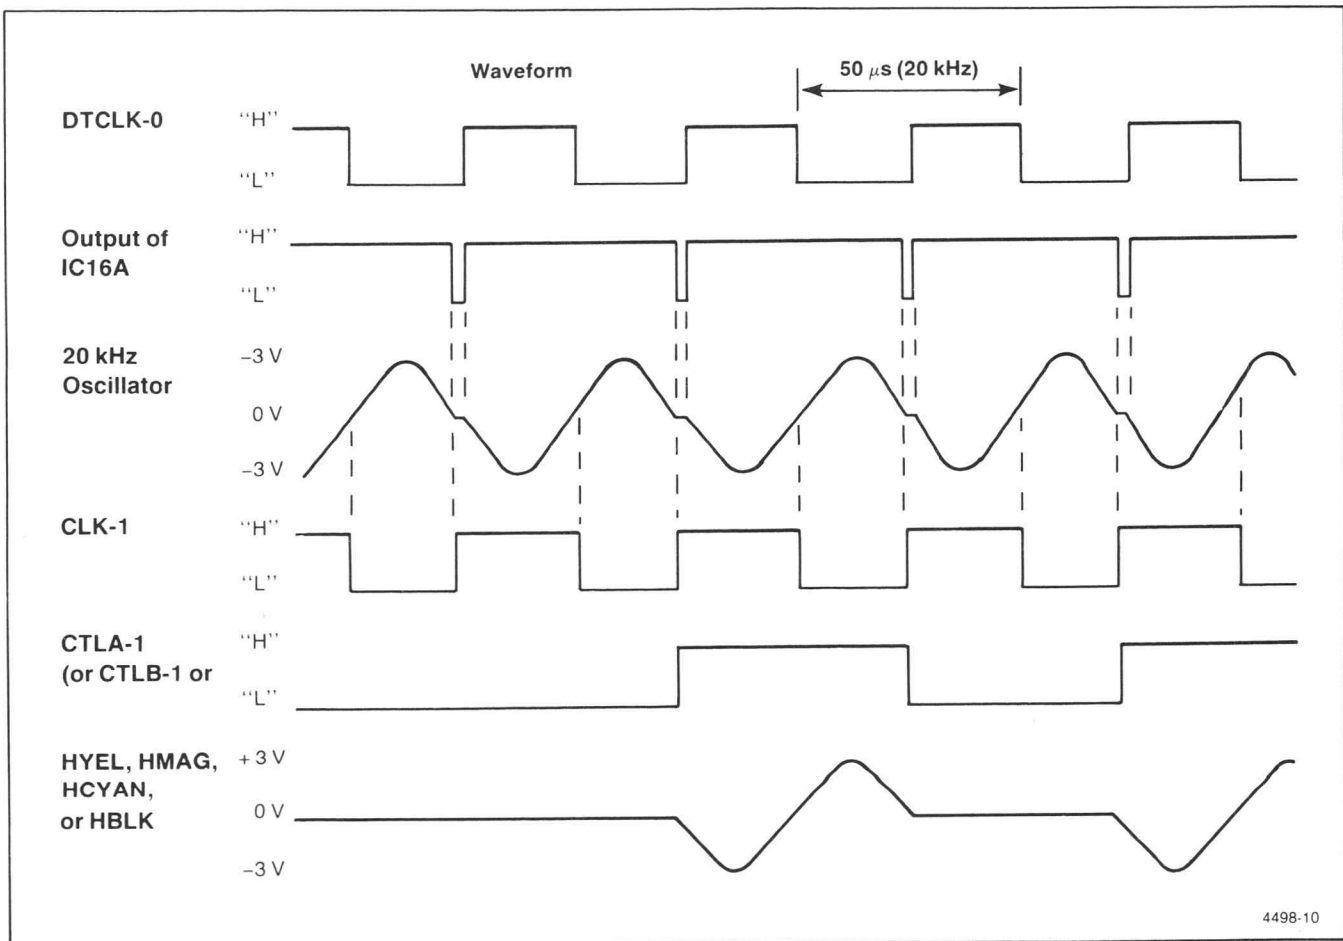 Waveform
50 μs (20 kHz)
DTCLK-0
“H”
“L”
Output of
IC16A
“H”
“L”
20 kHz
Oscillator
−3 V
0 V
−3 V
CLK-1
“H”
“L”
CTLA-1
(or CTLB-1 or
“H”
“L”
HYEL, HMAG,
HCYAN,
or HBLK
+3 V
0 V
−3 V
4498-10